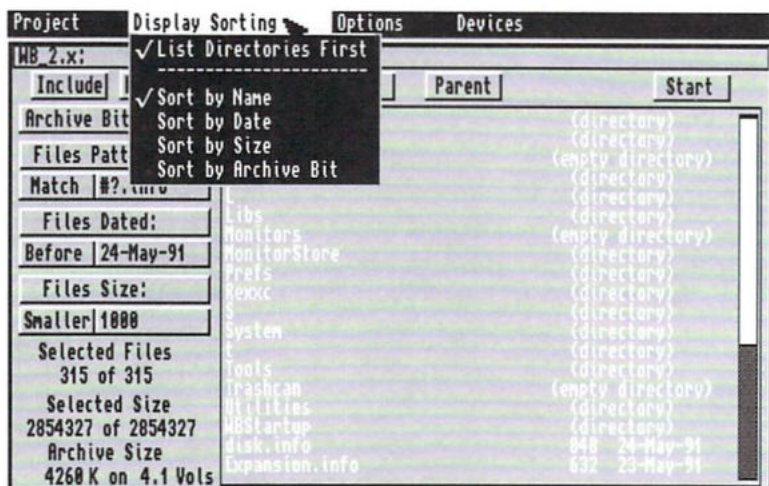 Project Display Sorting Options Devices
WB_2.x:
✓List Directories First
✓Sort by Name
Sort by Date
Sort by Size
Sort by Archive Bit
Include Parent Start
Archive Bit
Files Patt
Match #?.info
Files Dated:
Before 24-May-91
Files Size:
Smaller 1000
Selected Files
315 of 315
Selected Size
2854327 of 2854327
Archive Size
4260 K on 4.1 Vols
(directory)
(directory)
(empty directory)
(directory)
L (directory)
Libs (directory)
Monitors (empty directory)
MonitorStore (directory)
Prefs (directory)
Rexxc (directory)
S (directory)
System (directory)
t (directory)
Tools (directory)
Trashcan (empty directory)
Utilities (directory)
WBStartup (directory)
disk.info 848 24-May-91
Expansion.info 632 23-May-91